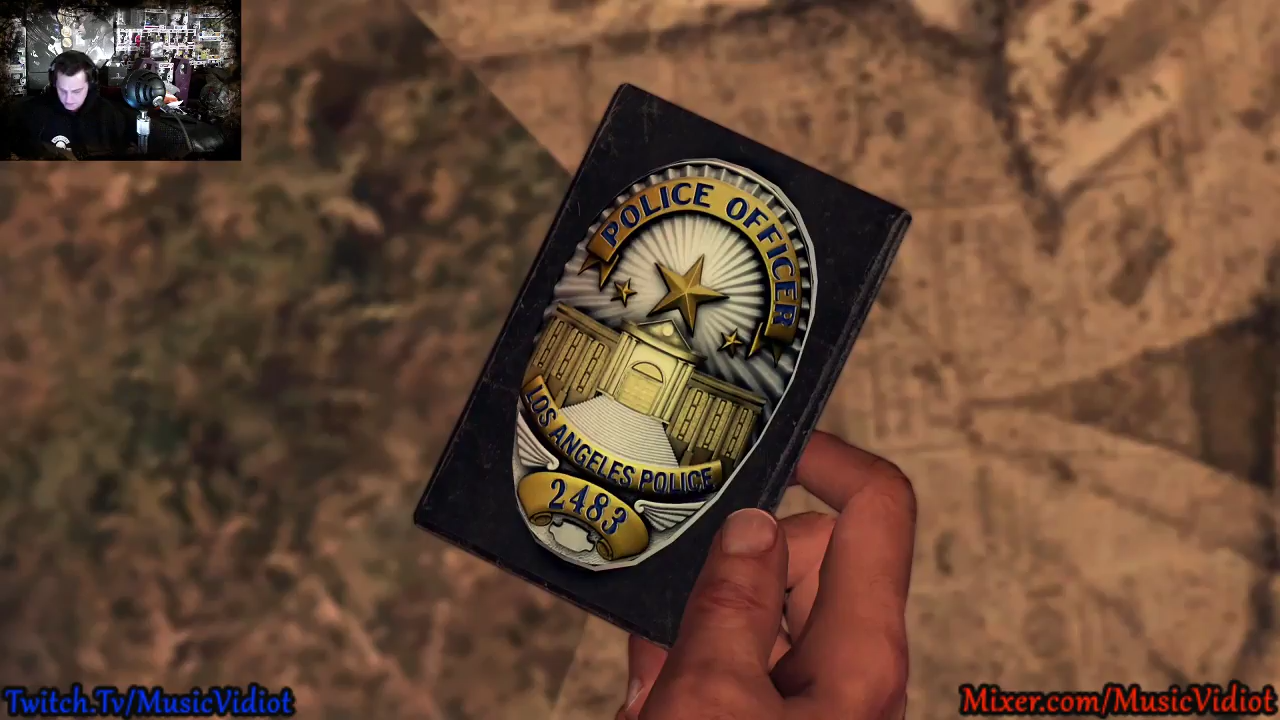 POLICE OFFICER
LOS ANGELES POLICE
2483
Twitch.Tv/MusicVidiot
Mixer.com/MusicVidiot